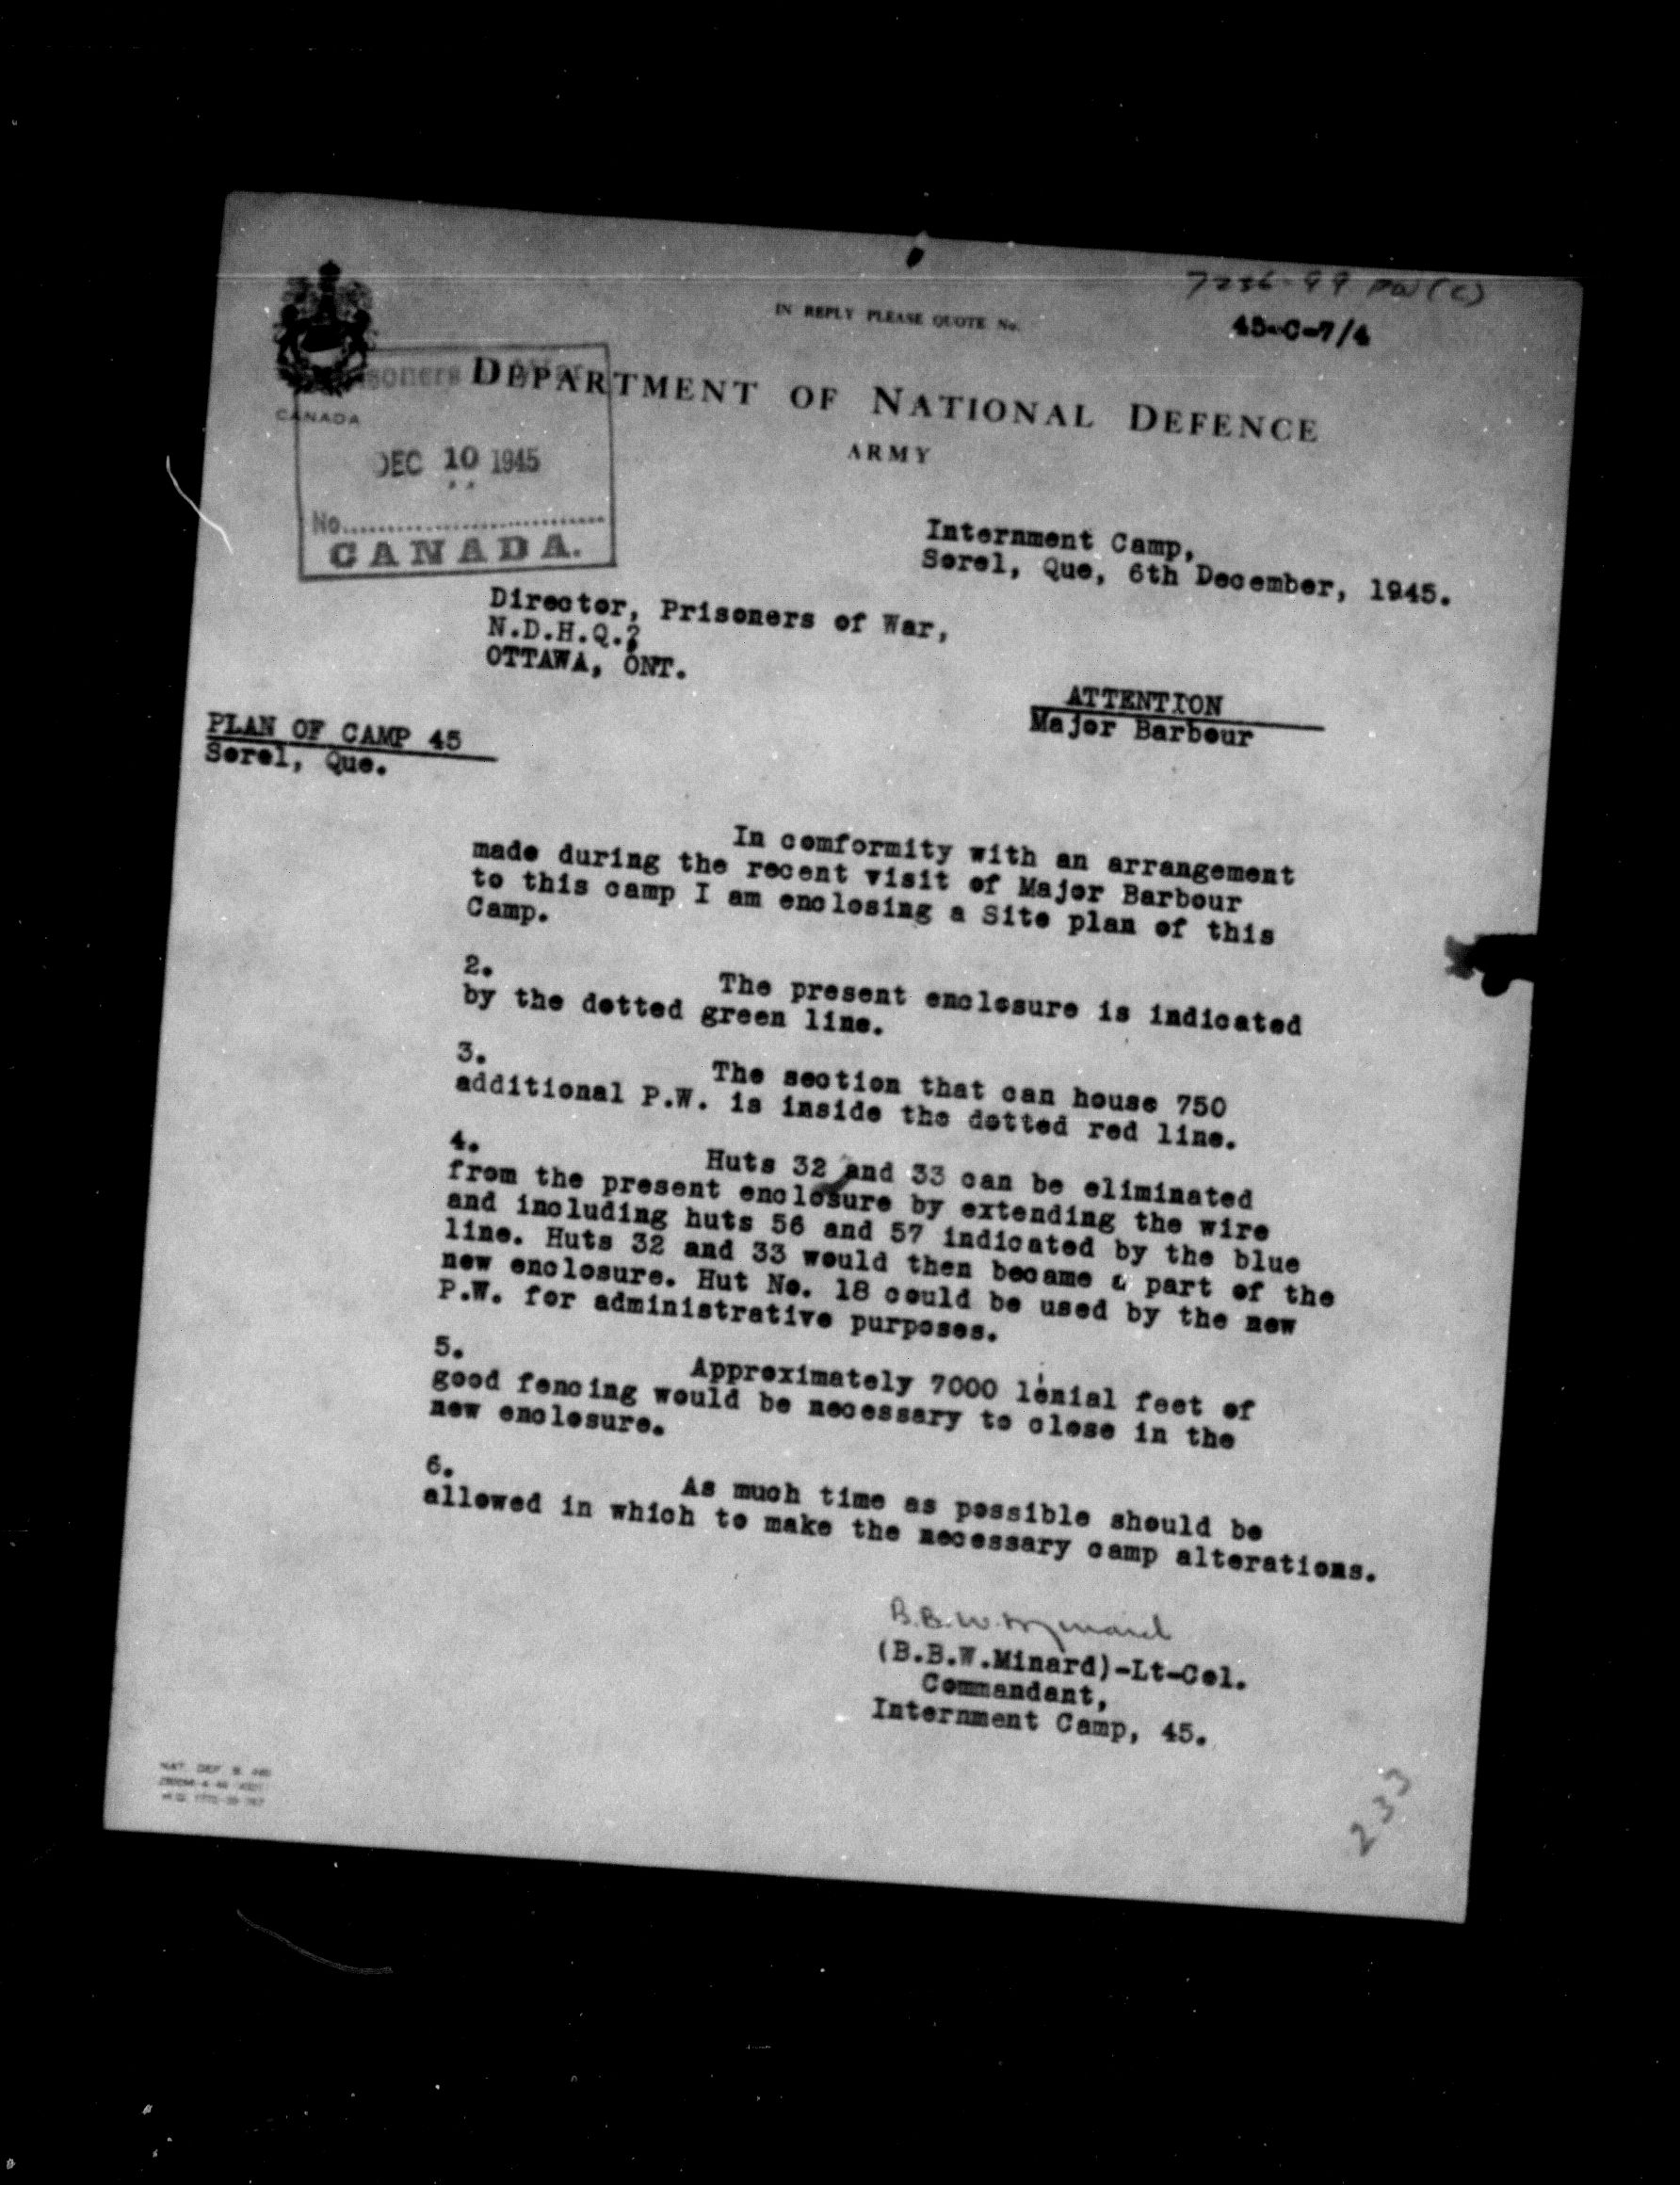 7236-99 PW(C)
IN REPLY PLEASE QUOTE No.
45-C-7/4
DEPARTMENT OF NATIONAL DEFENCE
CANADA
ARMY
DEC 10 1945
No.
CANADA.
Internment Camp,
Sorel, Que, 6th December, 1945.
Director, Prisoners of War,
N.D.H.Q.,
OTTAWA, ONT.
ATTENTION
Major Barbour
PLAN OF CAMP 45
Sorel, Que.
In comformity with an arrangement
made during the recent visit of Major Barbour
to this camp I am enclosing a Site plan of this
Camp.
2. The present enclosure is indicated
by the dotted green line.
3. The section that can house 750
additional P.W. is inside the dotted red line.
4. Huts 32 and 33 can be eliminated
from the present enclosure by extending the wire
and including huts 56 and 57 indicated by the blue
line. Huts 32 and 33 would then became a part of the
new enclosure. Hut No. 18 could be used by the new
P.W. for administrative purposes.
5. Approximately 7000 lenial feet of
good fencing would be necessary to close in the
new enclosure.
6. As much time as possible should be
allowed in which to make the necessary camp alterations.
B.B.W. Minard
(B.B.W.Minard)-Lt-Col.
Commandant,
Internment Camp, 45.
233